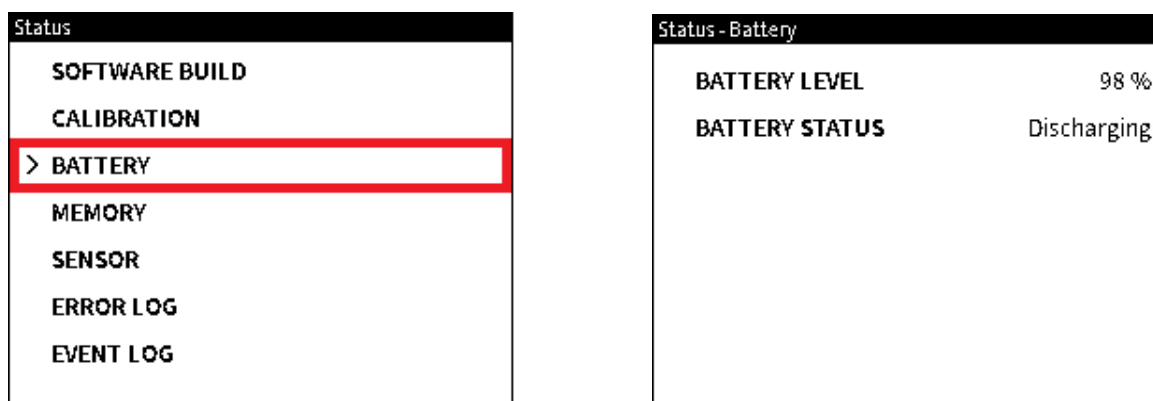 Status
SOFTWARE BUILD
CALIBRATION
> BATTERY
MEMORY
SENSOR
ERROR LOG
EVENT LOG
Status - Battery
BATTERY LEVEL 98 %
BATTERY STATUS Discharging